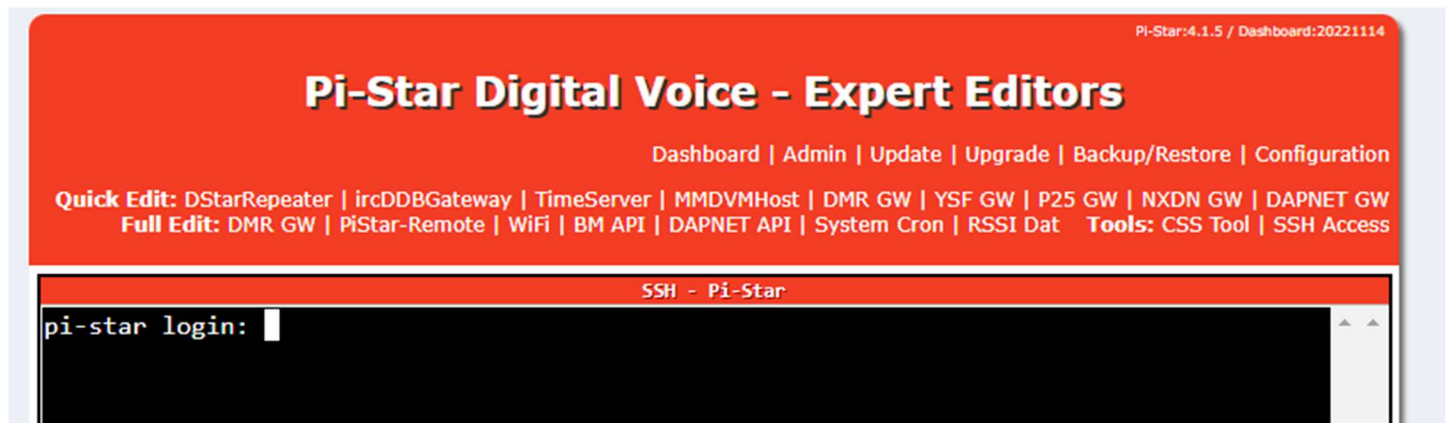 Pi-Star:4.1.5 / Dashboard:20221114
Pi-Star Digital Voice - Expert Editors
Dashboard | Admin | Update | Upgrade | Backup/Restore | Configuration
Quick Edit: DStarRepeater | ircDDBGateway | TimeServer | MMDVMHost | DMR GW | YSF GW | P25 GW | NXDN GW | DAPNET GW
Full Edit: DMR GW | PiStar-Remote | WiFi | BM API | DAPNET API | System Cron | RSSI Dat Tools: CSS Tool | SSH Access
SSH - Pi-Star
pi-star login: